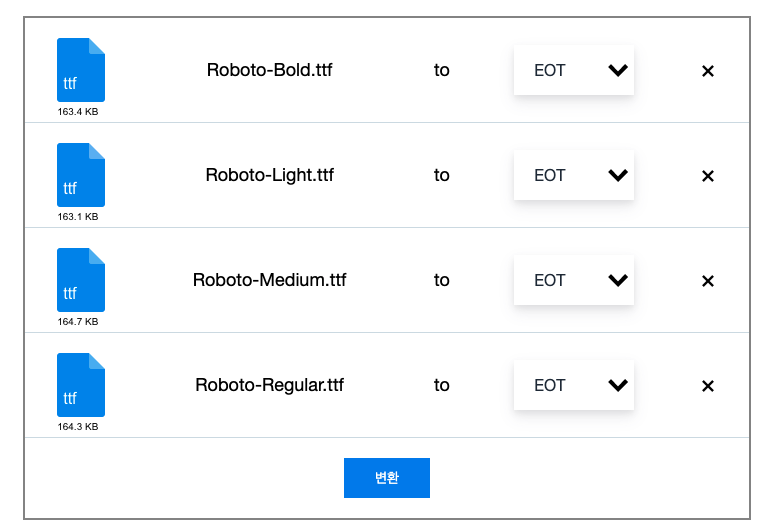 ttf
163.4 KB
Roboto-Bold.ttf
to
EOT
×
ttf
163.1 KB
Roboto-Light.ttf
to
EOT
×
ttf
164.7 KB
Roboto-Medium.ttf
to
EOT
×
ttf
164.3 KB
Roboto-Regular.ttf
to
EOT
×
변환